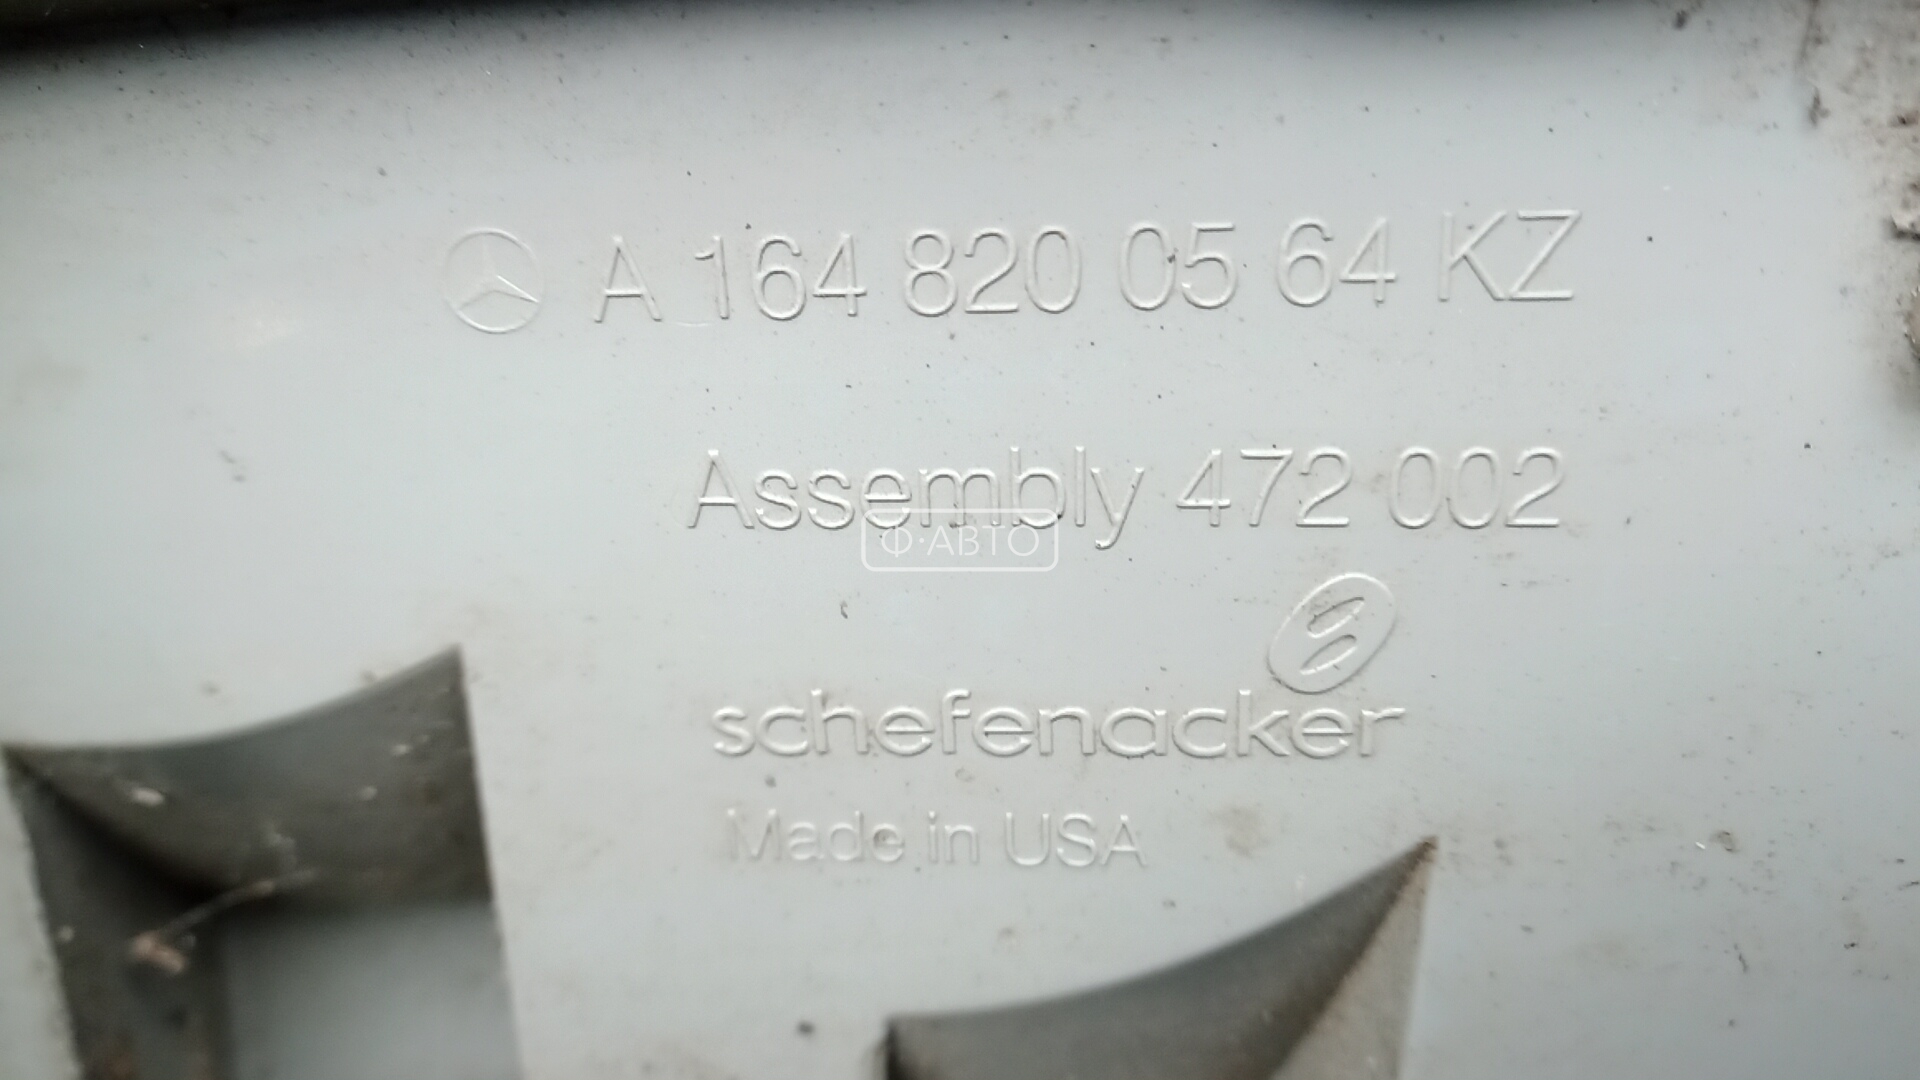 A 164 820 05 64 KZ
Assembly 472 002
Ф·АВТО
schefenacker
Made in USA